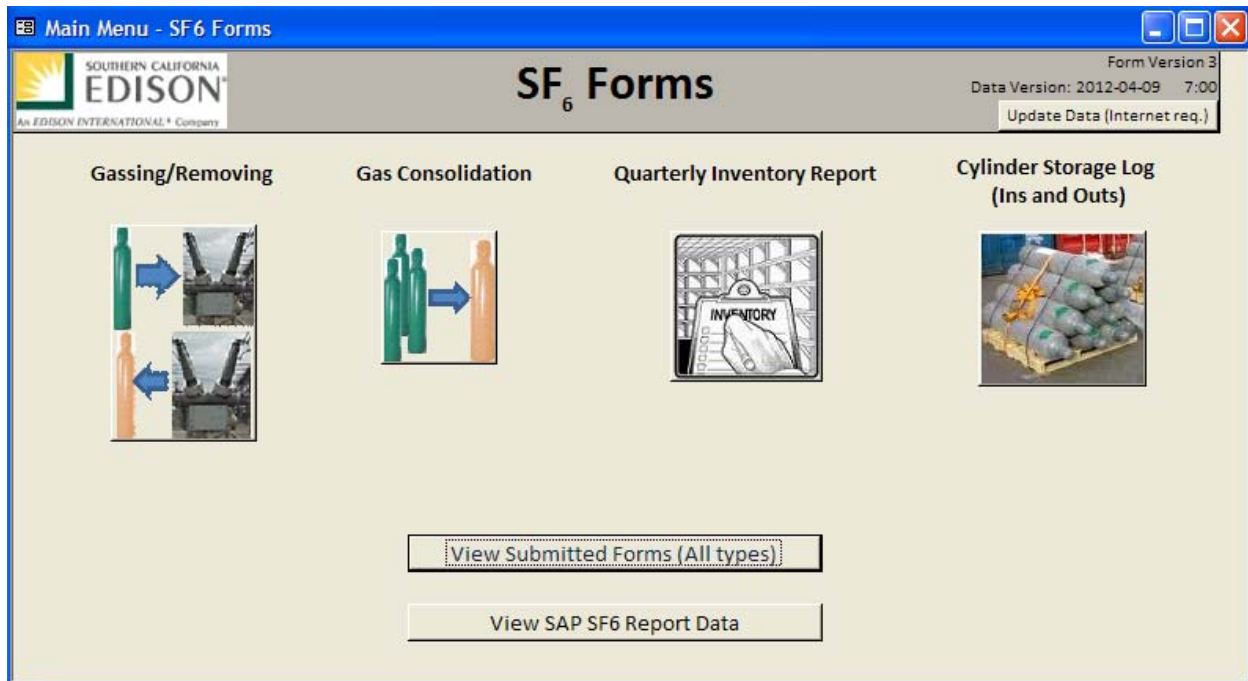 Main Menu - SF6 Forms
SOUTHERN CALIFORNIA
EDISON®
An EDISON INTERNATIONAL® Company
SF6 Forms
Form Version 3
Data Version: 2012-04-09 7:00
Update Data (Internet req.)
Gassing/Removing
Gas Consolidation
Quarterly Inventory Report
Cylinder Storage Log
(Ins and Outs)
INVENTORY
View Submitted Forms (All types)
View SAP SF6 Report Data